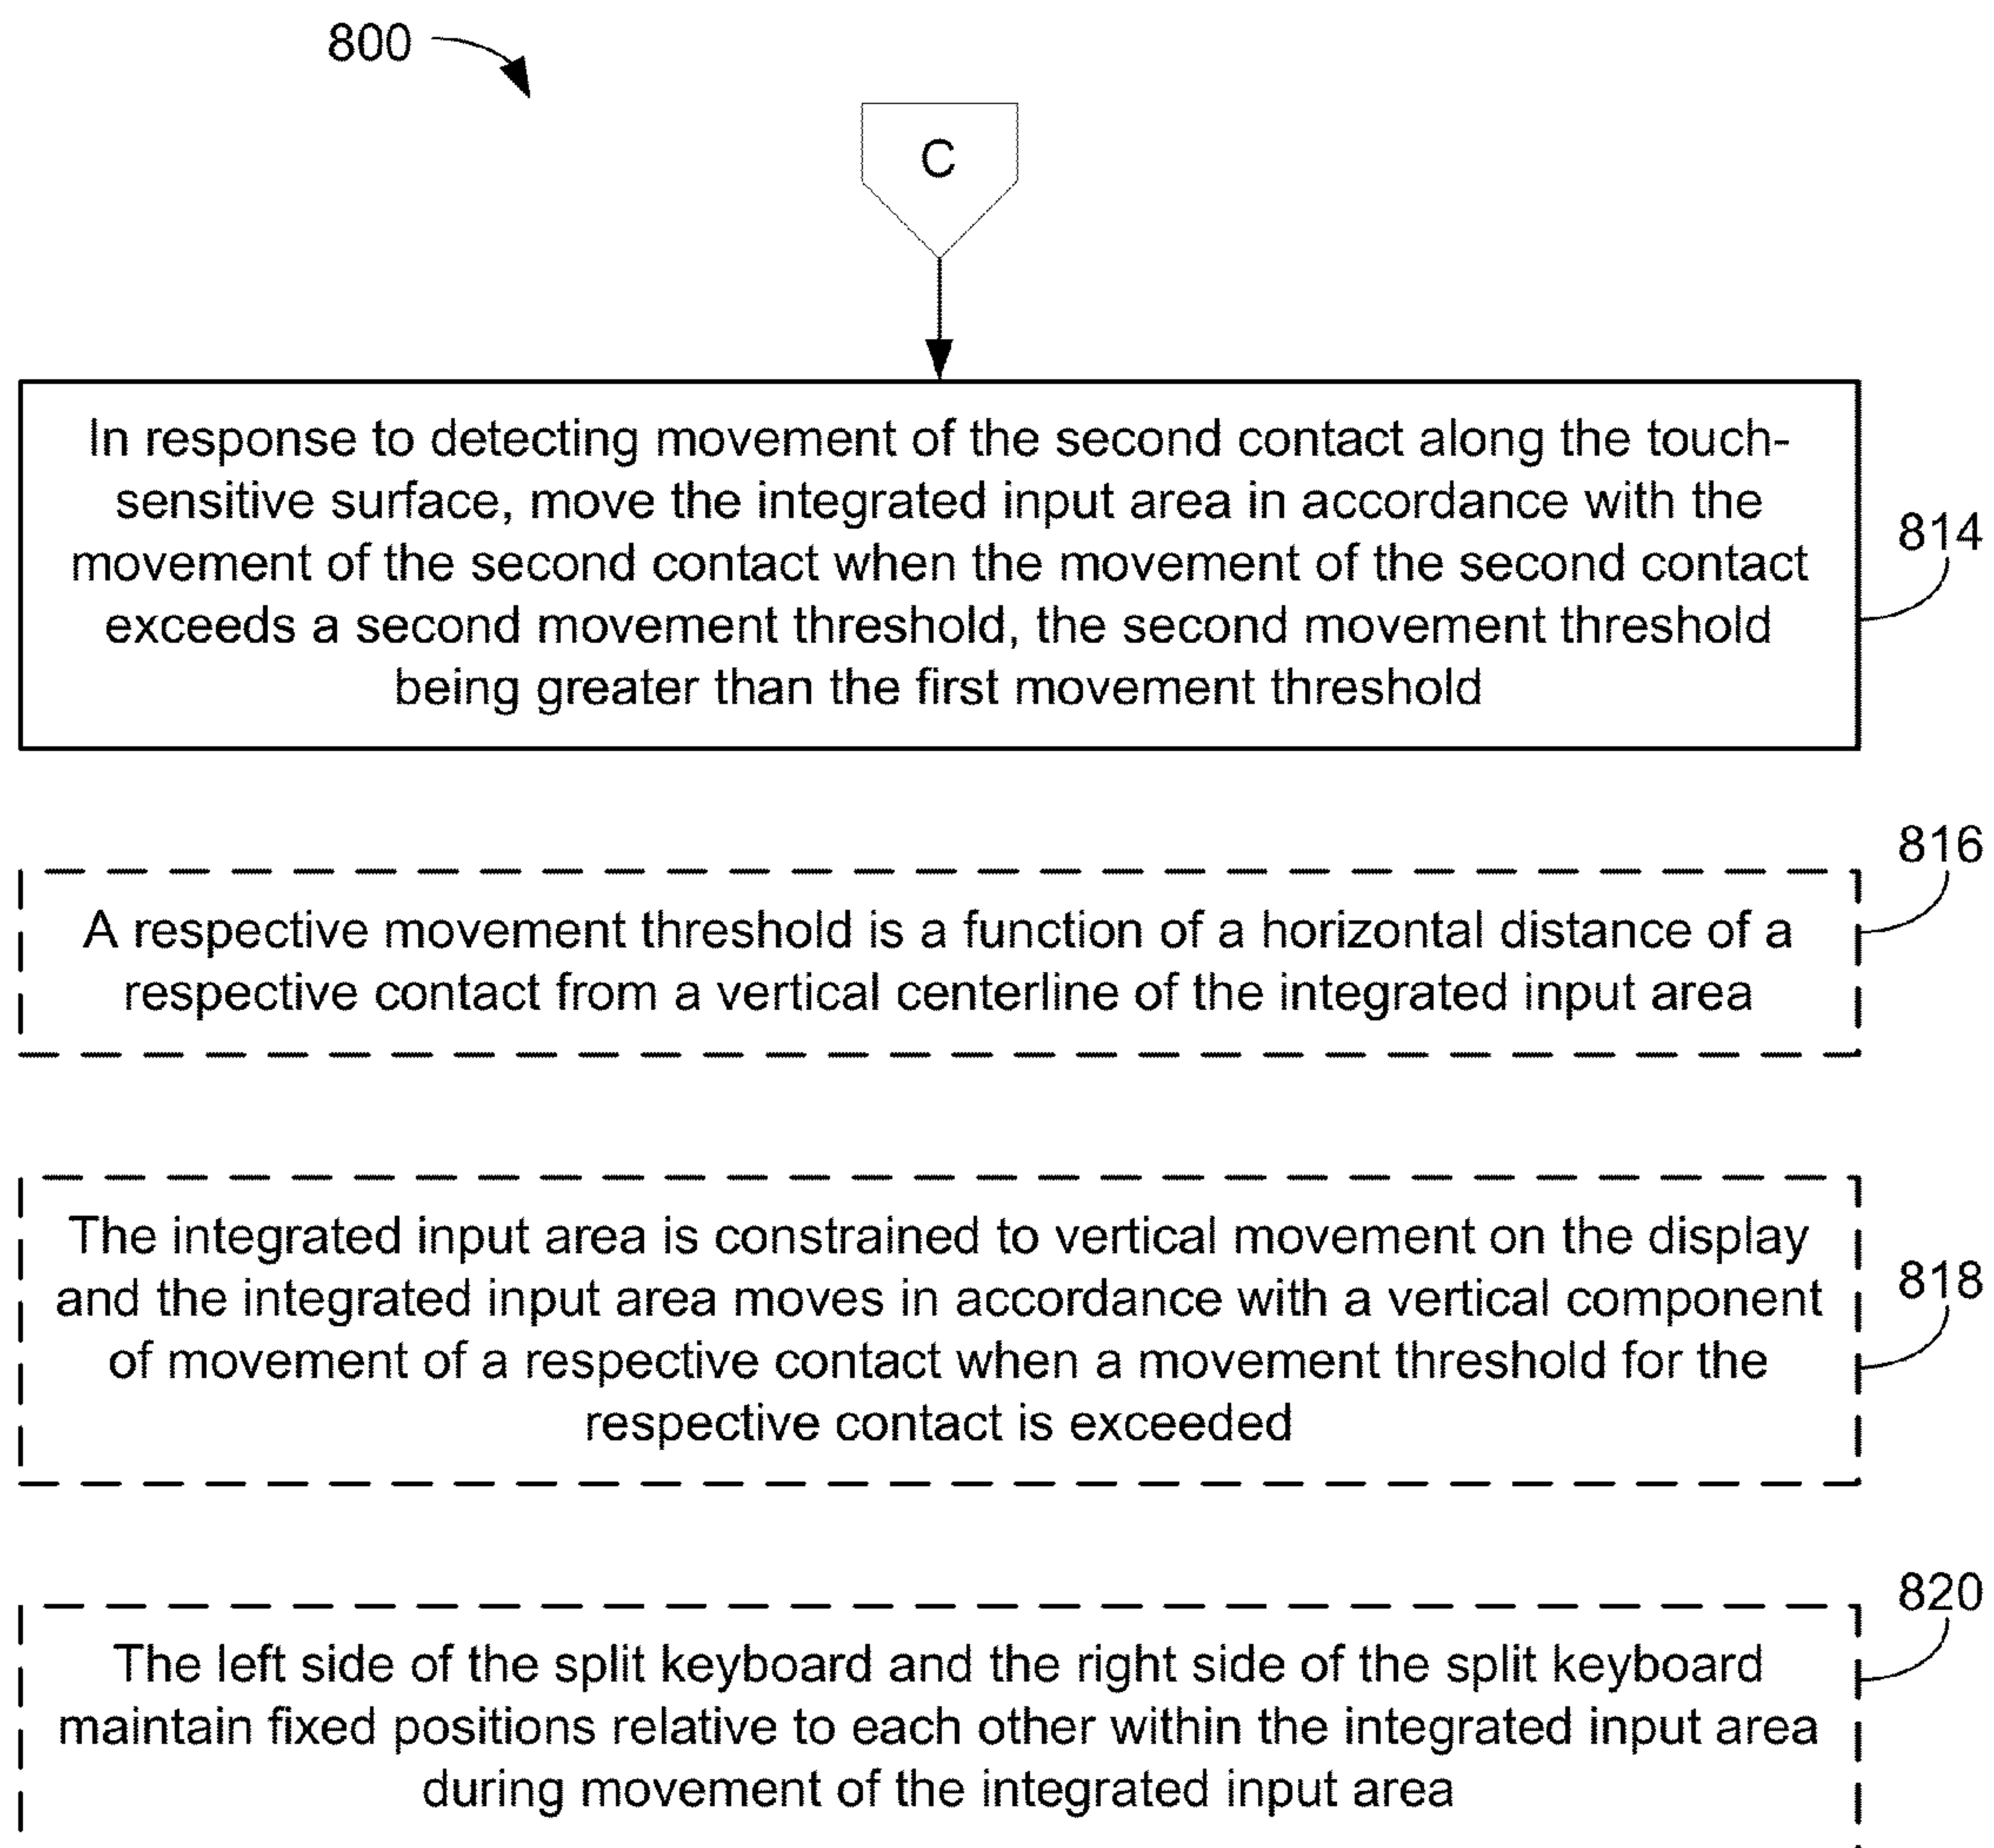 800
C
In response to detecting movement of the second contact along the touch-
sensitive surface, move the integrated input area in accordance with the
movement of the second contact when the movement of the second contact
exceeds a second movement threshold, the second movement threshold
being greater than the first movement threshold
814
816
A respective movement threshold is a function of a horizontal distance of a
respective contact from a vertical centerline of the integrated input area
The integrated input area is constrained to vertical movement on the display
and the integrated input area moves in accordance with a vertical component
of movement of a respective contact when a movement threshold for the
respective contact is exceeded
818
820
The left side of the split keyboard and the right side of the split keyboard
maintain fixed positions relative to each other within the integrated input area
during movement of the integrated input area